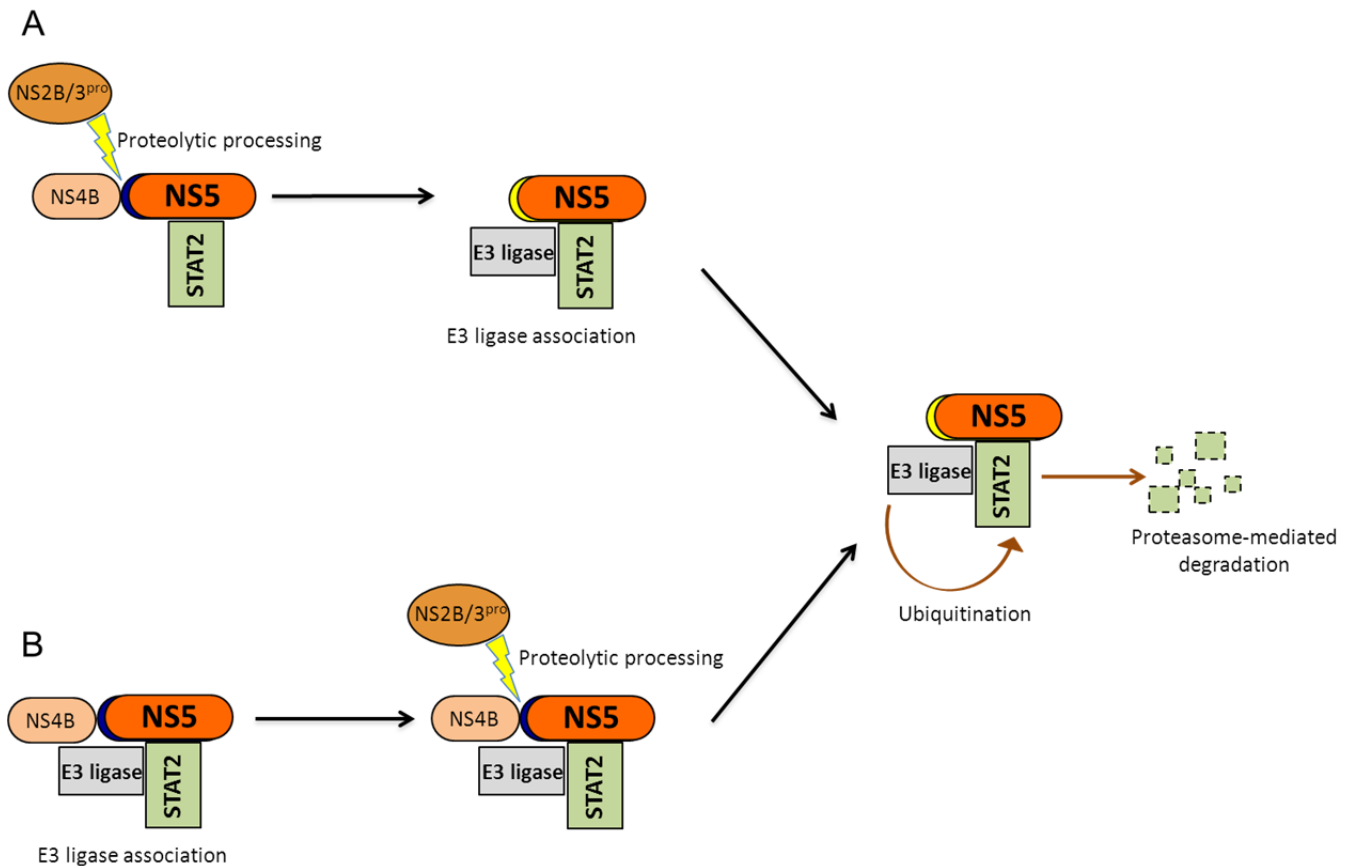 A
NS2B/3pro
Proteolytic processing
NS4B
NS5
STAT2
NS5
E3 ligase
STAT2
E3 ligase association
NS5
E3 ligase
STAT2
Proteasome-mediated
degradation
Ubiquitination
B
NS4B
NS5
E3 ligase
STAT2
E3 ligase association
NS2B/3pro
Proteolytic processing
NS4B
NS5
E3 ligase
STAT2